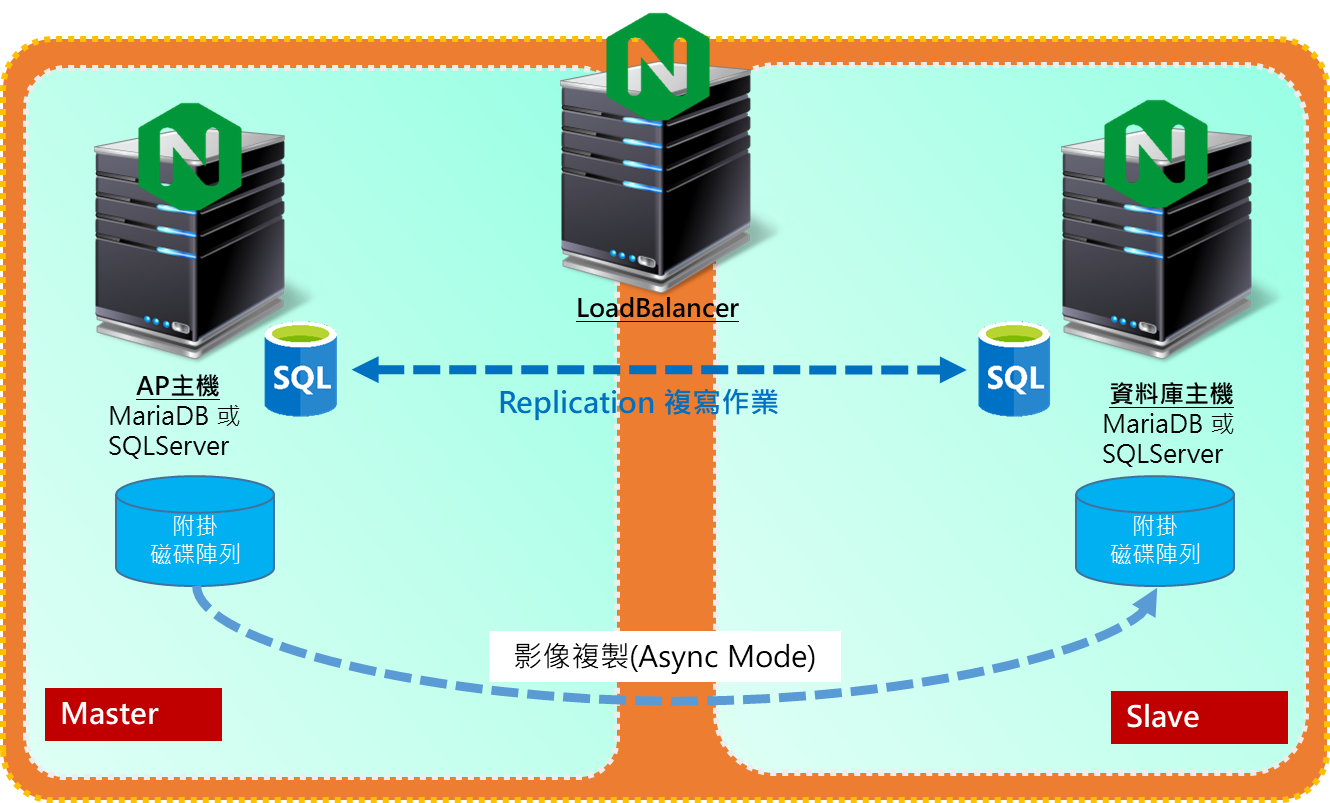 N
N
N
LoadBalancer
SQL
SQL
Replication 複寫作業
AP主機
MariaDB 或
SQLServer
資料庫主機
MariaDB 或
SQLServer
附掛
磁碟陣列
附掛
磁碟陣列
影像複製(Async Mode)
Master
Slave